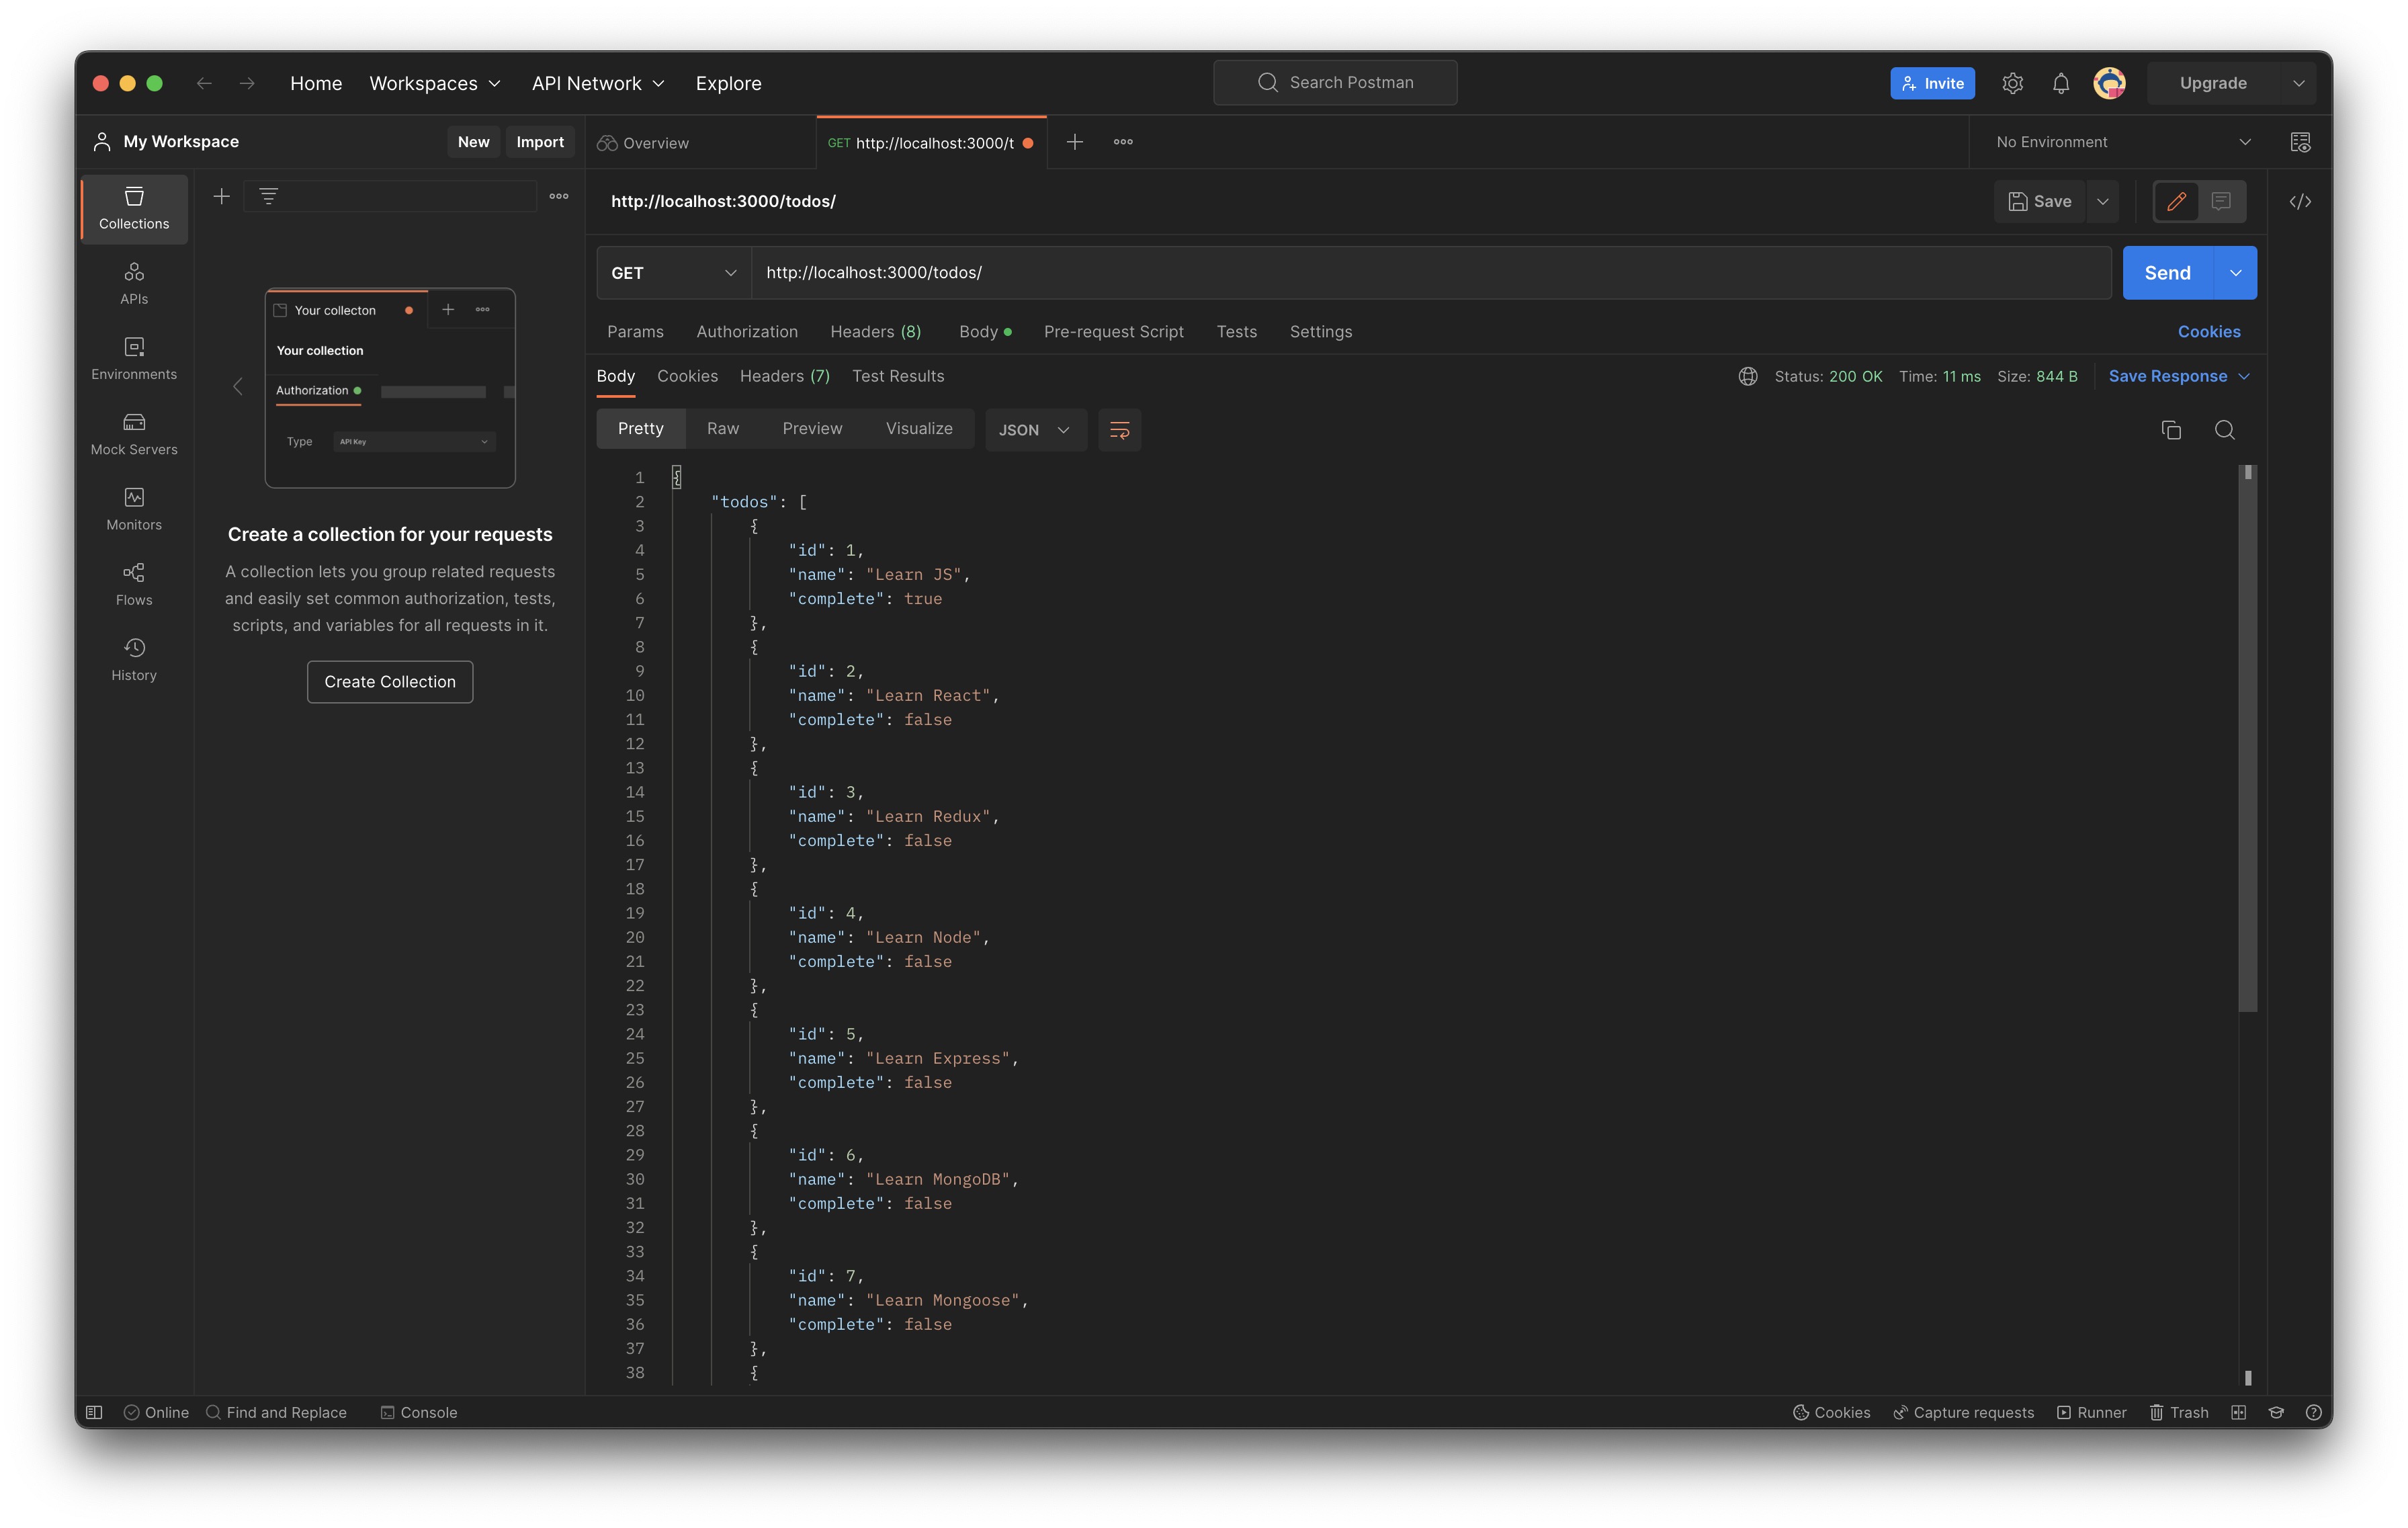 Home Workspaces API Network Explore Search Postman Invite Upgrade
My Workspace New Import Overview GET http://localhost:3000/t No Environment
Collections
APIs
Environments
Mock Servers
Monitors
Flows
History
Your collecton
Your collection
Authorization
Type API Key
Create a collection for your requests
A collection lets you group related requests
and easily set common authorization, tests,
scripts, and variables for all requests in it.
Create Collection
http://localhost:3000/todos/ Save
GET http://localhost:3000/todos/ Send
Params Authorization Headers (8) Body Pre-request Script Tests Settings Cookies
Body Cookies Headers (7) Test Results Status: 200 OK Time: 11 ms Size: 844 B Save Response
Pretty Raw Preview Visualize JSON
1 {
2 "todos": [
3 {
4 "id": 1,
5 "name": "Learn JS",
6 "complete": true
7 },
8 {
9 "id": 2,
10 "name": "Learn React",
11 "complete": false
12 },
13 {
14 "id": 3,
15 "name": "Learn Redux",
16 "complete": false
17 },
18 {
19 "id": 4,
20 "name": "Learn Node",
21 "complete": false
22 },
23 {
24 "id": 5,
25 "name": "Learn Express",
26 "complete": false
27 },
28 {
29 "id": 6,
30 "name": "Learn MongoDB",
31 "complete": false
32 },
33 {
34 "id": 7,
35 "name": "Learn Mongoose",
36 "complete": false
37 },
38 {
Online Find and Replace Console Cookies Capture requests Runner Trash